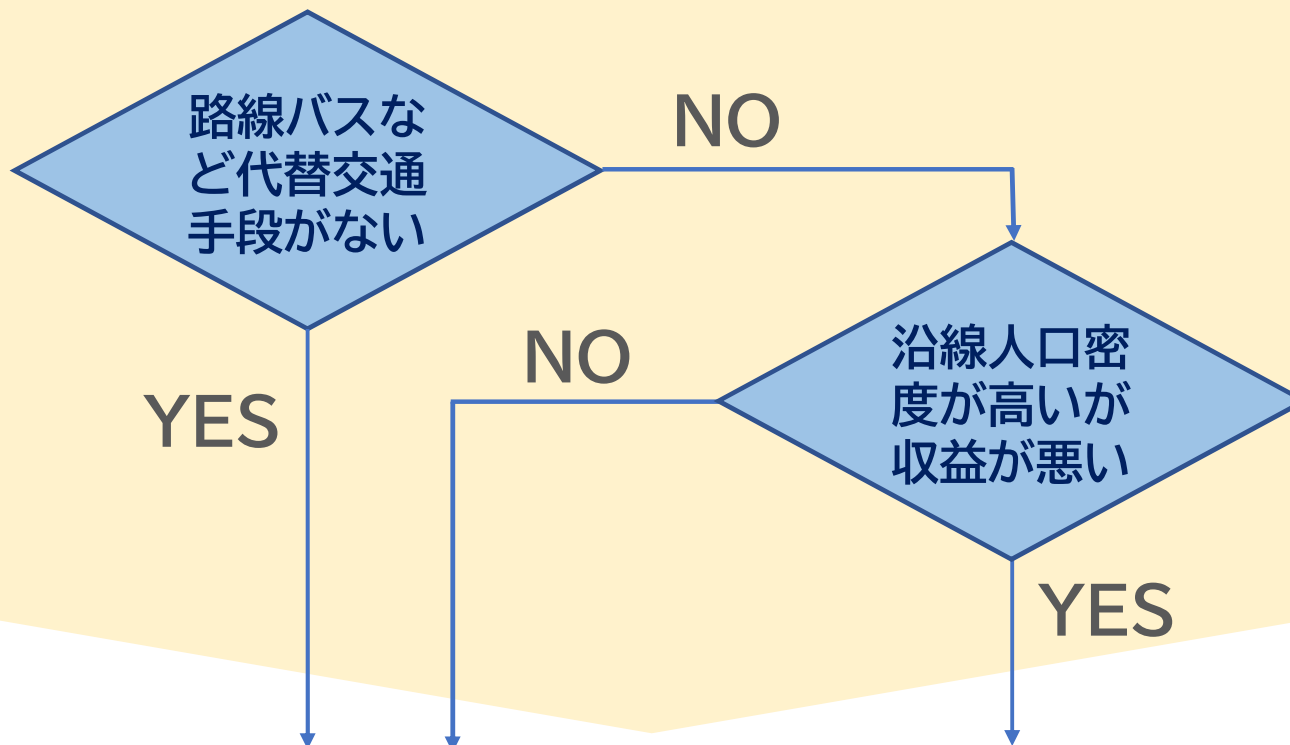 路線バスな
ど代替交通
手段がない
NO
YES
沿線人口密
度が高いが
収益が悪い
NO
YES